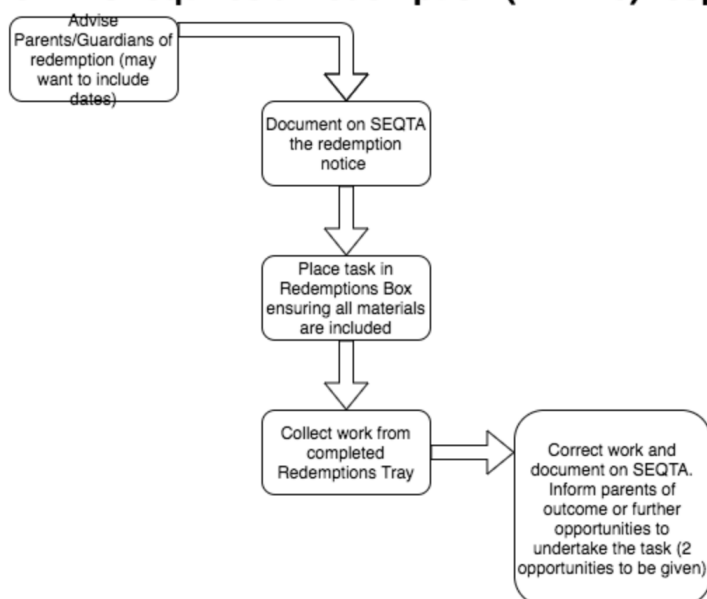 Advise
Parents/Guardians of
redemption (may
want to include
dates)
Document on SEQTA
the redemption
notice
Place task in
Redemptions Box
ensuring all materials
are included
Collect work from
completed
Redemptions Tray
Correct work and
document on SEQTA.
Inform parents of
outcome or further
opportunities to
undertake the task (2
opportunities to be given)